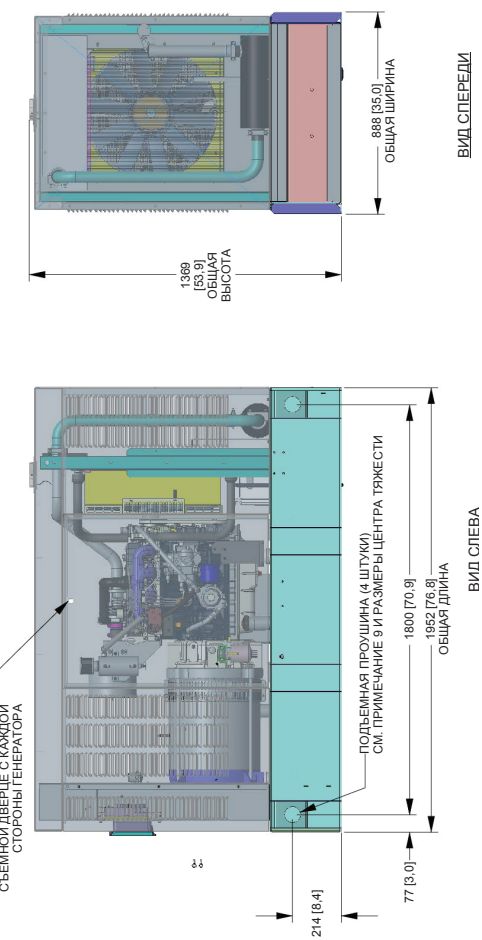 СЪЕМНОЙ ДВЕРЦЕ С КАЖДОЙ
СТОРОНЫ ГЕНЕРАТОРА
ПОДЪЕМНАЯ ПРОУШИНА (4 ШТУКИ)
СМ. ПРИМЕЧАНИЕ 9 И РАЗМЕРЫ ЦЕНТРА ТЯЖЕСТИ
214 [8,4]
77 [3,0]
1800 [70,9]
1952 [76,8]
ОБЩАЯ ДЛИНА
ВИД СЛЕВА
1369
[53,9]
ОБЩАЯ
ВЫСОТА
888 [35,0]
ОБЩАЯ ШИРИНА
ВИД СПЕРЕДИ